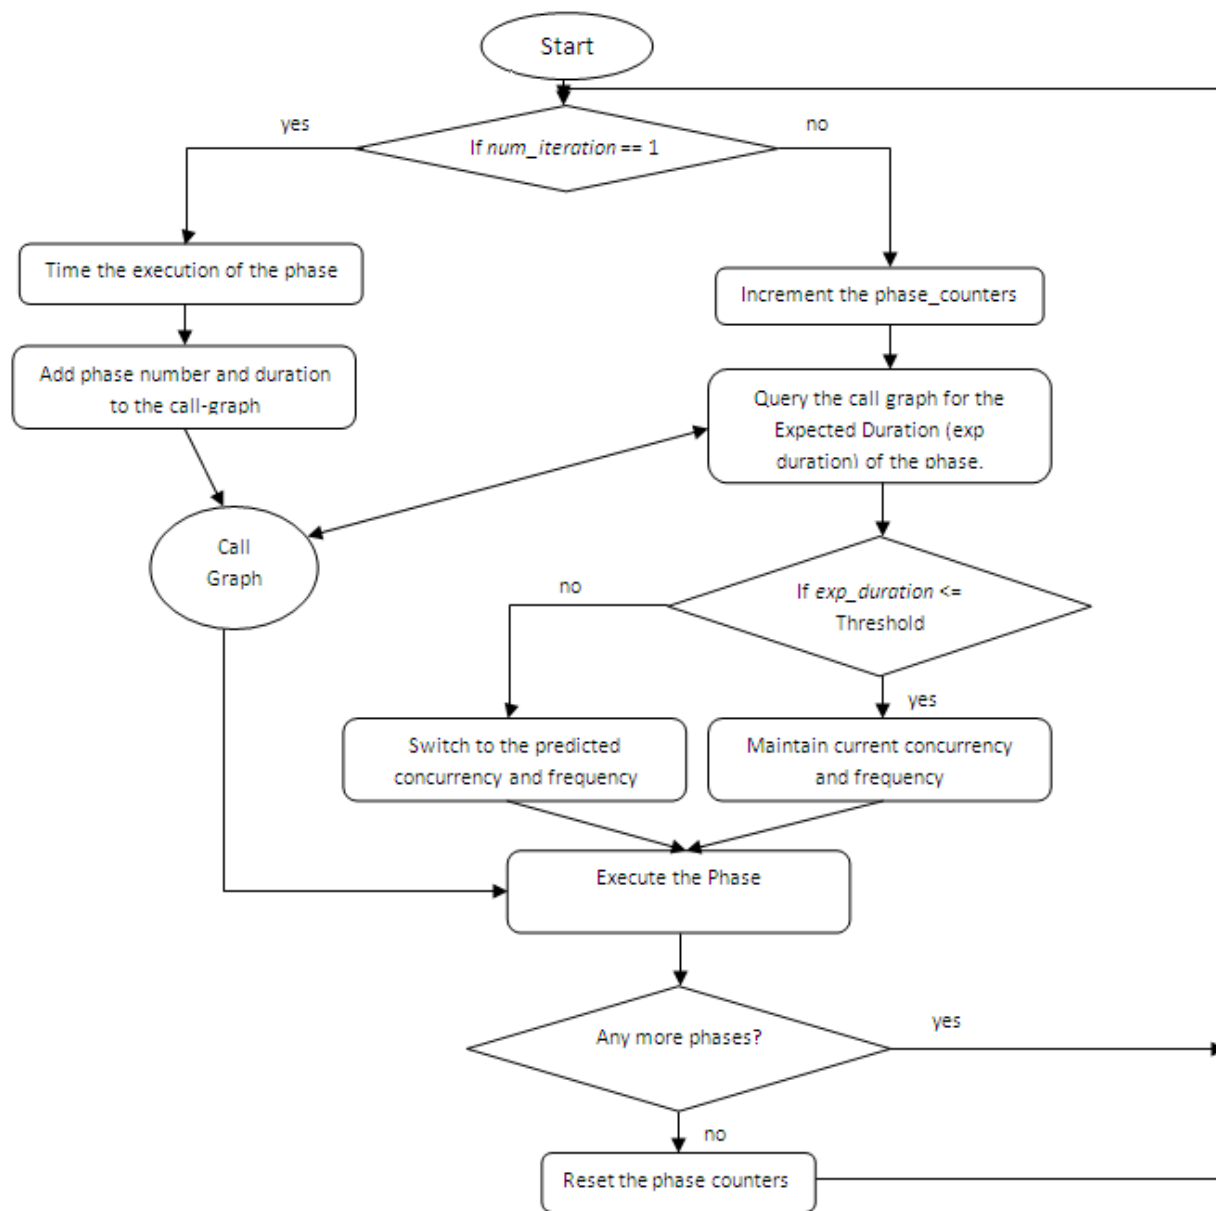 Start
yes
no
If num_iteration == 1
Time the execution of the phase
Increment the phase_counters
Add phase number and duration
to the call-graph
Query the call graph for the
Expected Duration (exp
duration) of the phase.
Call
Graph
no
If exp_duration <=
Threshold
yes
Switch to the predicted
concurrency and frequency
Maintain current concurrency
and frequency
Execute the Phase
Any more phases?
yes
no
Reset the phase counters